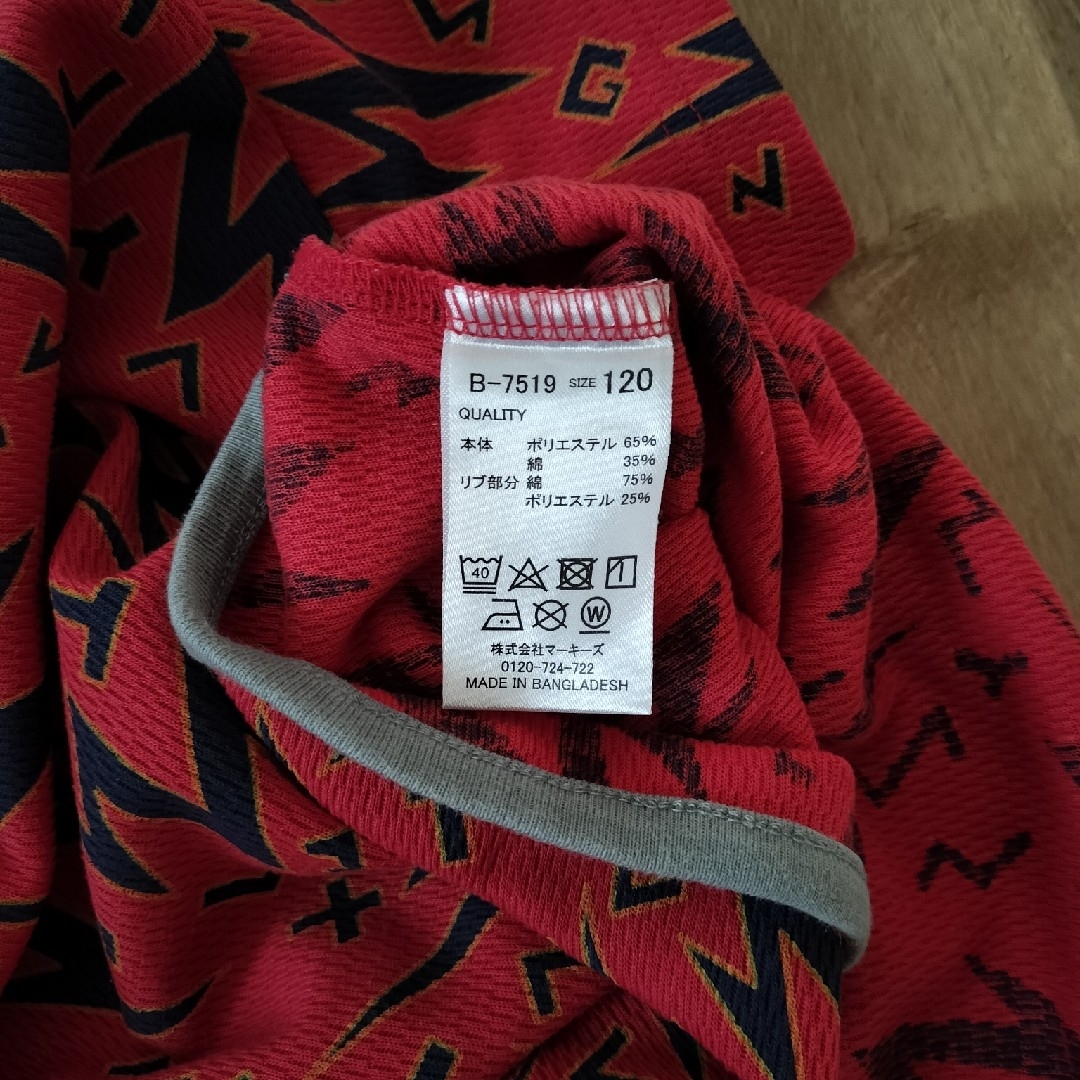 G
N
B-7519 SIZE 120
QUALITY
本体 ポリエステル 65%
綿 35%
リブ部分 綿 75%
ポリエステル 25%
40
W
株式会社マーキーズ
0120-724-722
MADE IN BANGLADESH